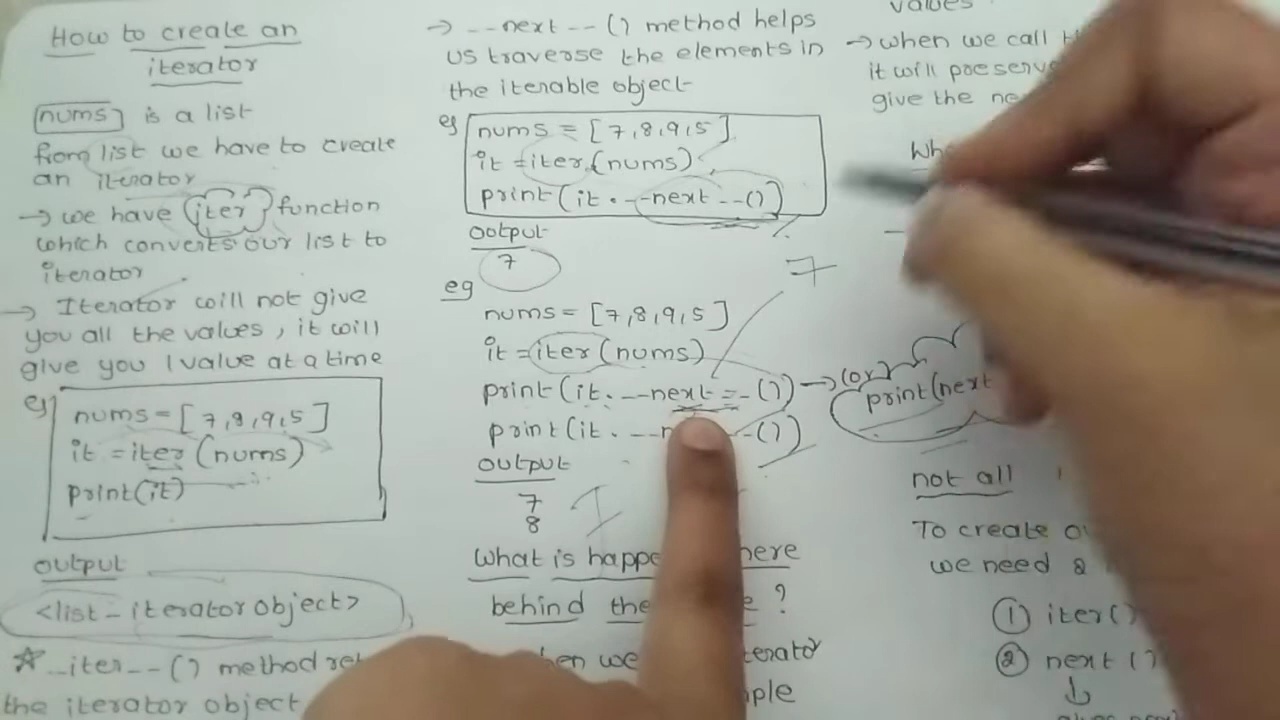 How to create an
iterator
nums is a list
from list we have to create
an iterator
→ we have iter function
which converts our list to
iterator
→ Iterator will not give
you all the values, it will
give you 1 value at a time
eg
nums = [7,8,9,5]
it = iter(nums)
print(it)
output
<list-iterator object>
☆ __iter__() method
the iterator object
→ __next__() method helps
us traverse the elements in
the iterable object
eg
nums = [7,8,9,5]
it = iter(nums)
print(it.__next__())
output
7
7
eg
nums = [7,8,9,5]
it = iter(nums)
print(it.__next__()) → (or)
print(next
print(it.__()) 
output
7
8
What is here
behind the ?
we
values
→ when we call
it will
give the
not all
To create
we need 2
① iter()
② next()
↓